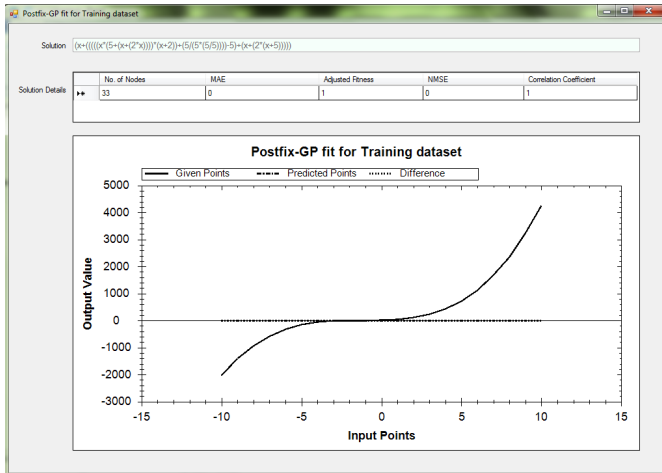 Postfix-GP fit for Training dataset
Solution (x+(((((x*(5+(x+(2*x))))*(x+2))+(5/(5*(5/5))))-5)+(x+(2*(x+5)))))
Solution Details
No. of Nodes MAE Adjusted Fitness NMSE Correlation Coefficient
33 0 1 0 1
Postfix-GP fit for Training dataset
Given Points Predicted Points Difference
5000
4000
3000
2000
1000
0
-1000
-2000
-3000
Output Value
-15 -10 -5 0 5 10 15
Input Points